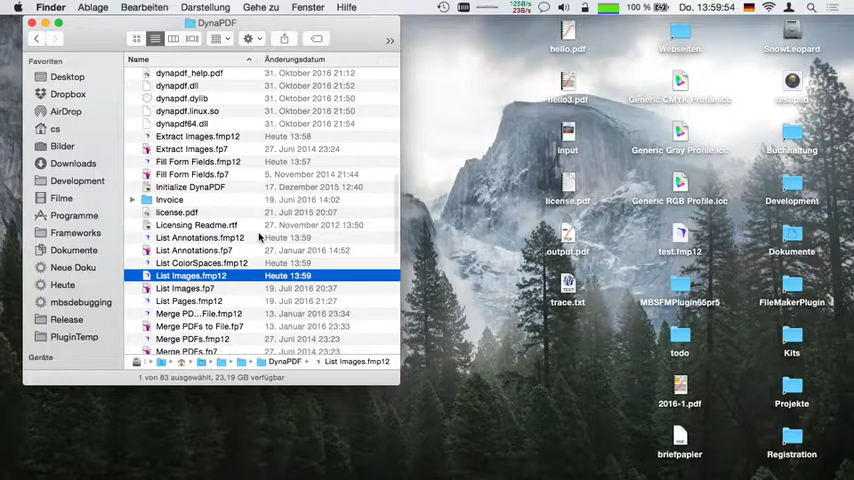 Finder Ablage Bearbeiten Darstellung Gehe zu Fenster Hilfe 125B/s 23B/s 100 % Do. 13:59:54
DynaPDF
Favoriten
Desktop
Dropbox
AirDrop
cs
Bilder
Downloads
Development
Filme
Programme
Frameworks
Dokumente
Neue Doku
Heute
mbsdebugging
Release
PluginTemp
Geräte
Name Änderungsdatum
dynapdf_help.pdf 31. Oktober 2016 21:12
dynapdf.dll 31. Oktober 2016 21:50
dynapdf.dylib 31. Oktober 2016 21:50
dynapdf.linux.so 31. Oktober 2016 21:50
dynapdf64.dll 31. Oktober 2016 21:54
Extract Images.fmp12 Heute 13:58
Extract Images.fp7 27. Juni 2014 23:24
Fill Form Fields.fmp12 Heute 13:57
Fill Form Fields.fp7 5. November 2014 21:44
Initialize DynaPDF 17. Dezember 2015 12:40
Invoice 19. Juni 2016 14:02
license.pdf 21. Juli 2015 20:07
Licensing Readme.rtf 27. November 2012 13:50
List Annotations.fmp12 Heute 13:59
List Annotations.fp7 27. Januar 2016 14:52
List ColorSpaces.fmp12 Heute 13:59
List Images.fmp12 Heute 13:59
List Images.fp7 19. Juli 2016 20:37
List Pages.fmp12 19. Juli 2016 21:27
Merge PD...File.fmp12 13. Januar 2016 23:34
Merge PDFs to File.fp7 13. Januar 2016 23:33
Merge PDFs.fmp12 27. Juni 2014 23:23
Merge PDFs.fp7 27. Juni 2014 23:23
DynaPDF List Images.fmp12
1 von 83 ausgewählt, 23,19 GB verfügbar
hello.pdf Webseiten SnowLeopard
hello3.pdf Generic CMYK Profile.icc test.psd
input Generic Gray Profile.icc Buchhaltung
license.pdf Generic RGB Profile.icc Development
output.pdf test.fmp12 Dokumente
trace.txt MBSFMPlugin65pr5 FileMakerPlugin
todo Kits
2016-1.pdf Projekte
briefpapier Registration